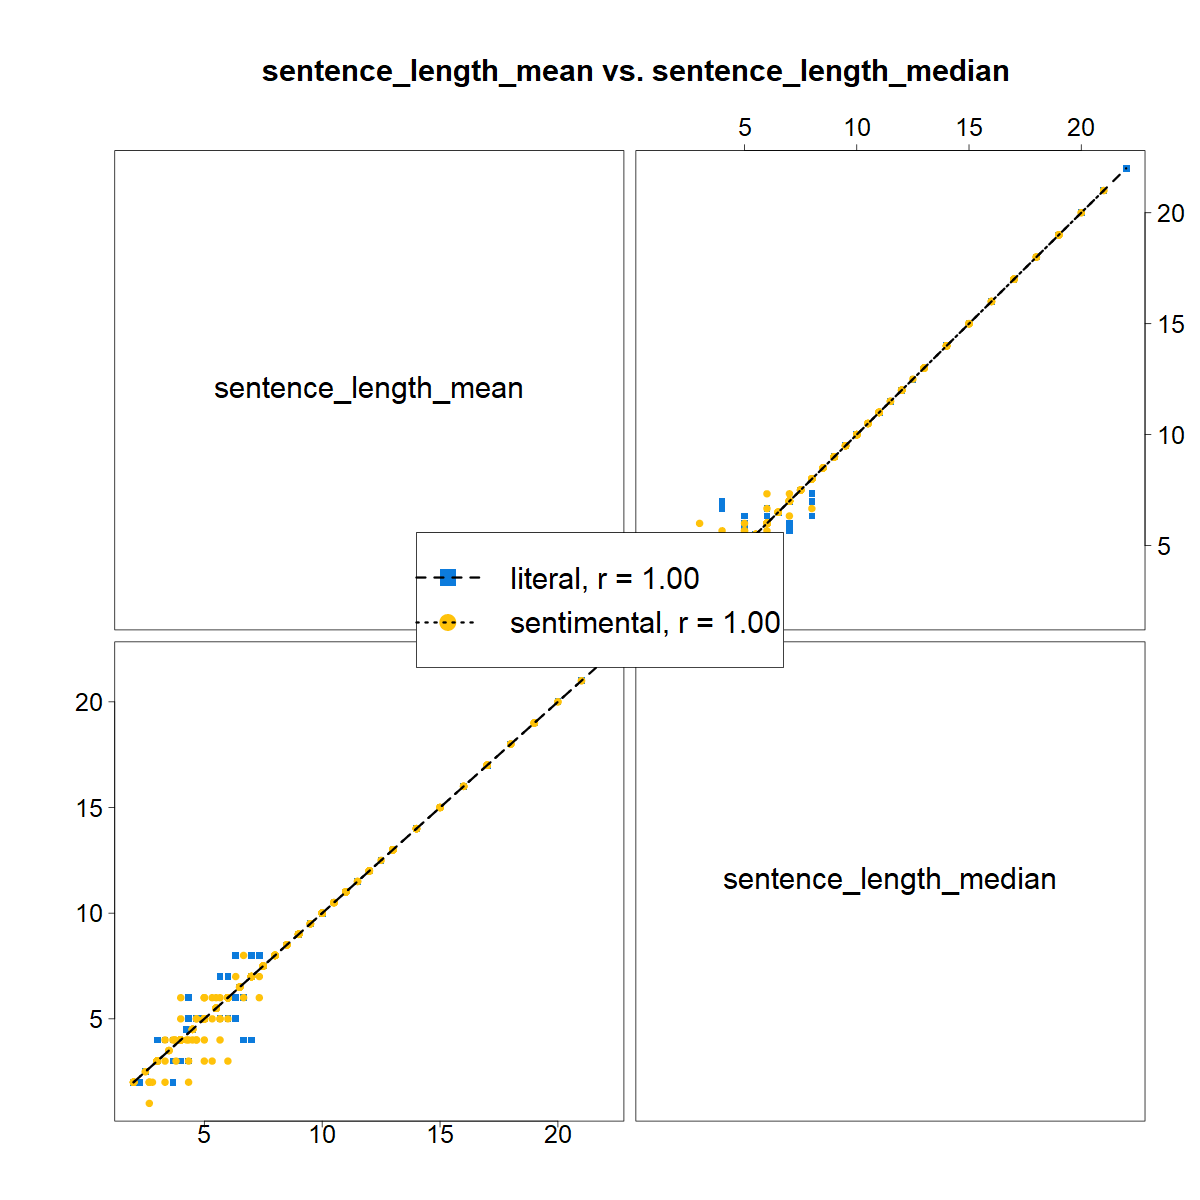 sentence_length_mean vs. sentence_length_median
5 10 15 20
sentence_length_mean
20
15
10
5
literal, r = 1.00
sentimental, r = 1.00
20
15
10
5
sentence_length_median
5 10 15 20